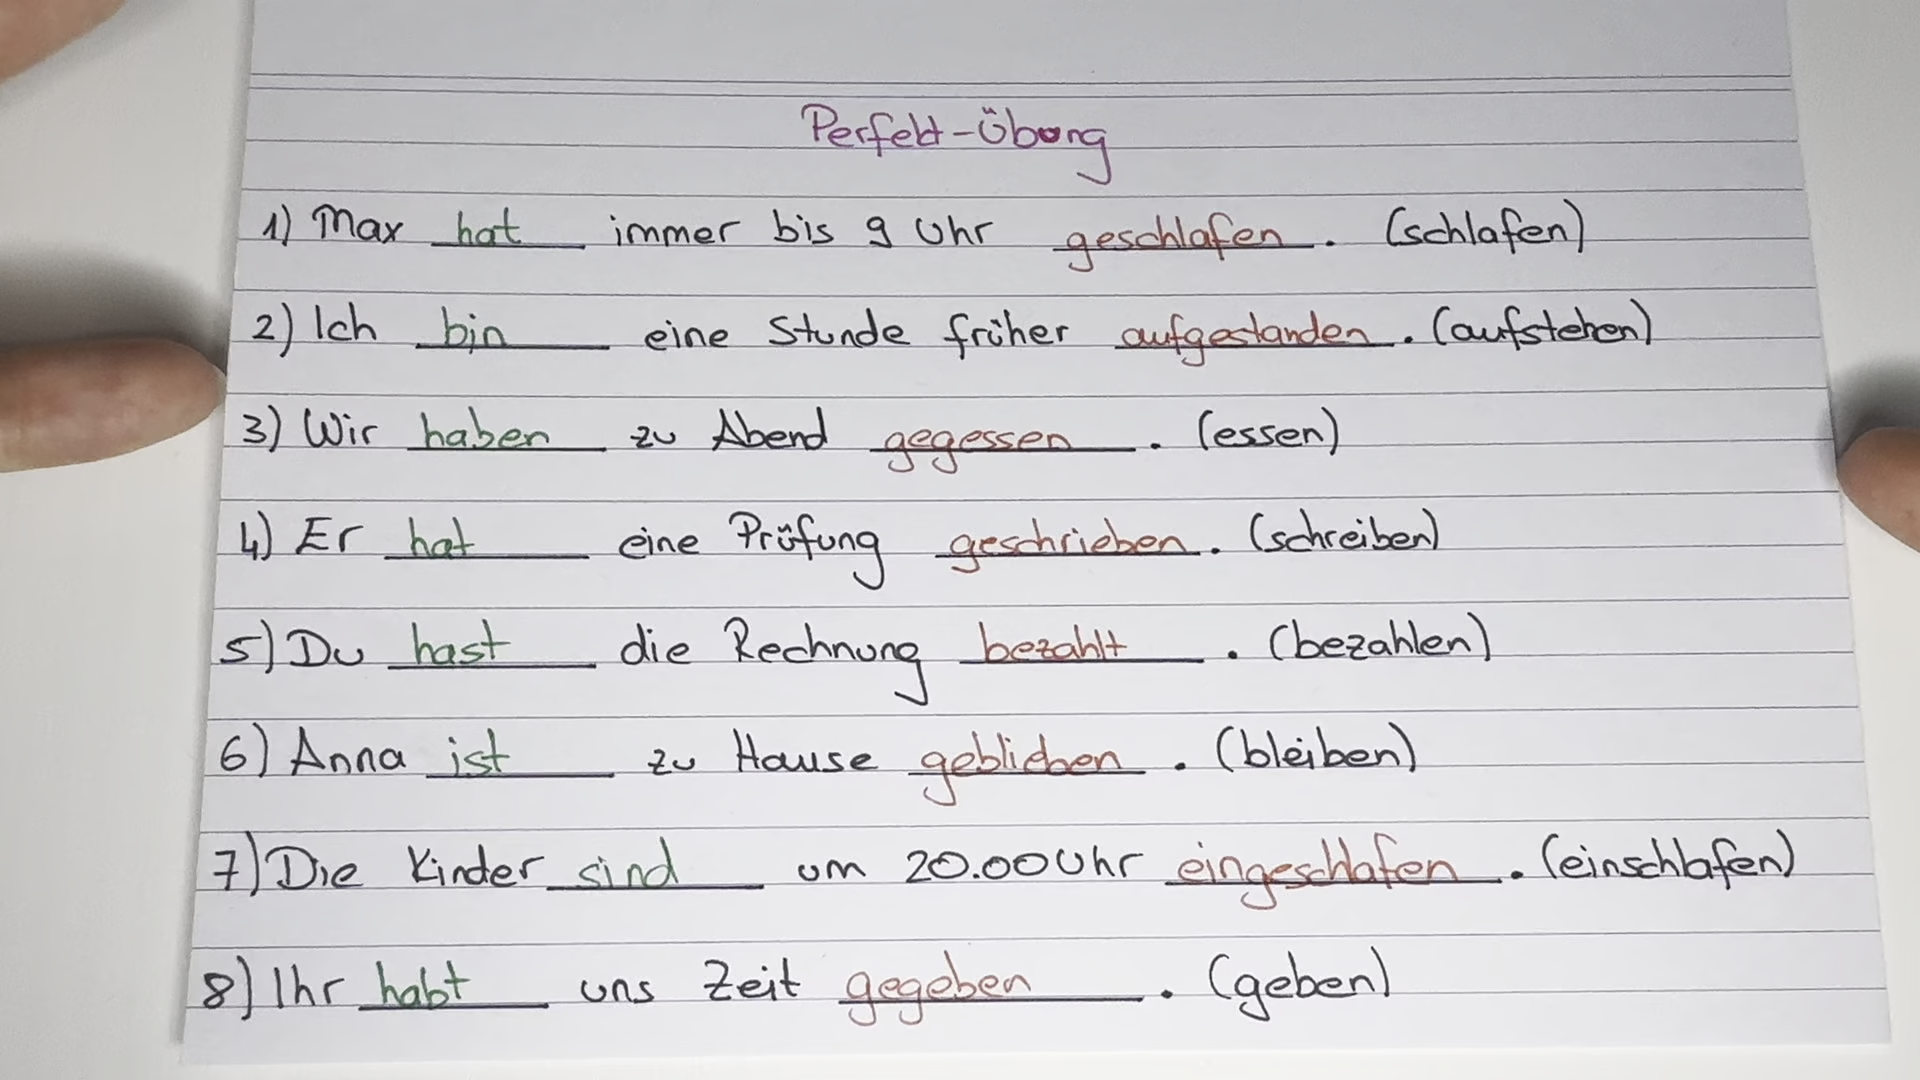 Perfekt-Übung
1) Max hat immer bis 9 Uhr geschlafen. (schlafen)
2) Ich bin eine Stunde früher aufgestanden. (aufstehen)
3) Wir haben zu Abend gegessen. (essen)
4) Er hat eine Prüfung geschrieben. (schreiben)
5) Du hast die Rechnung bezahlt. (bezahlen)
6) Anna ist zu Hause geblieben. (bleiben)
7) Die Kinder sind um 20.00 Uhr eingeschlafen. (einschlafen)
8) Ihr habt uns Zeit gegeben. (geben)